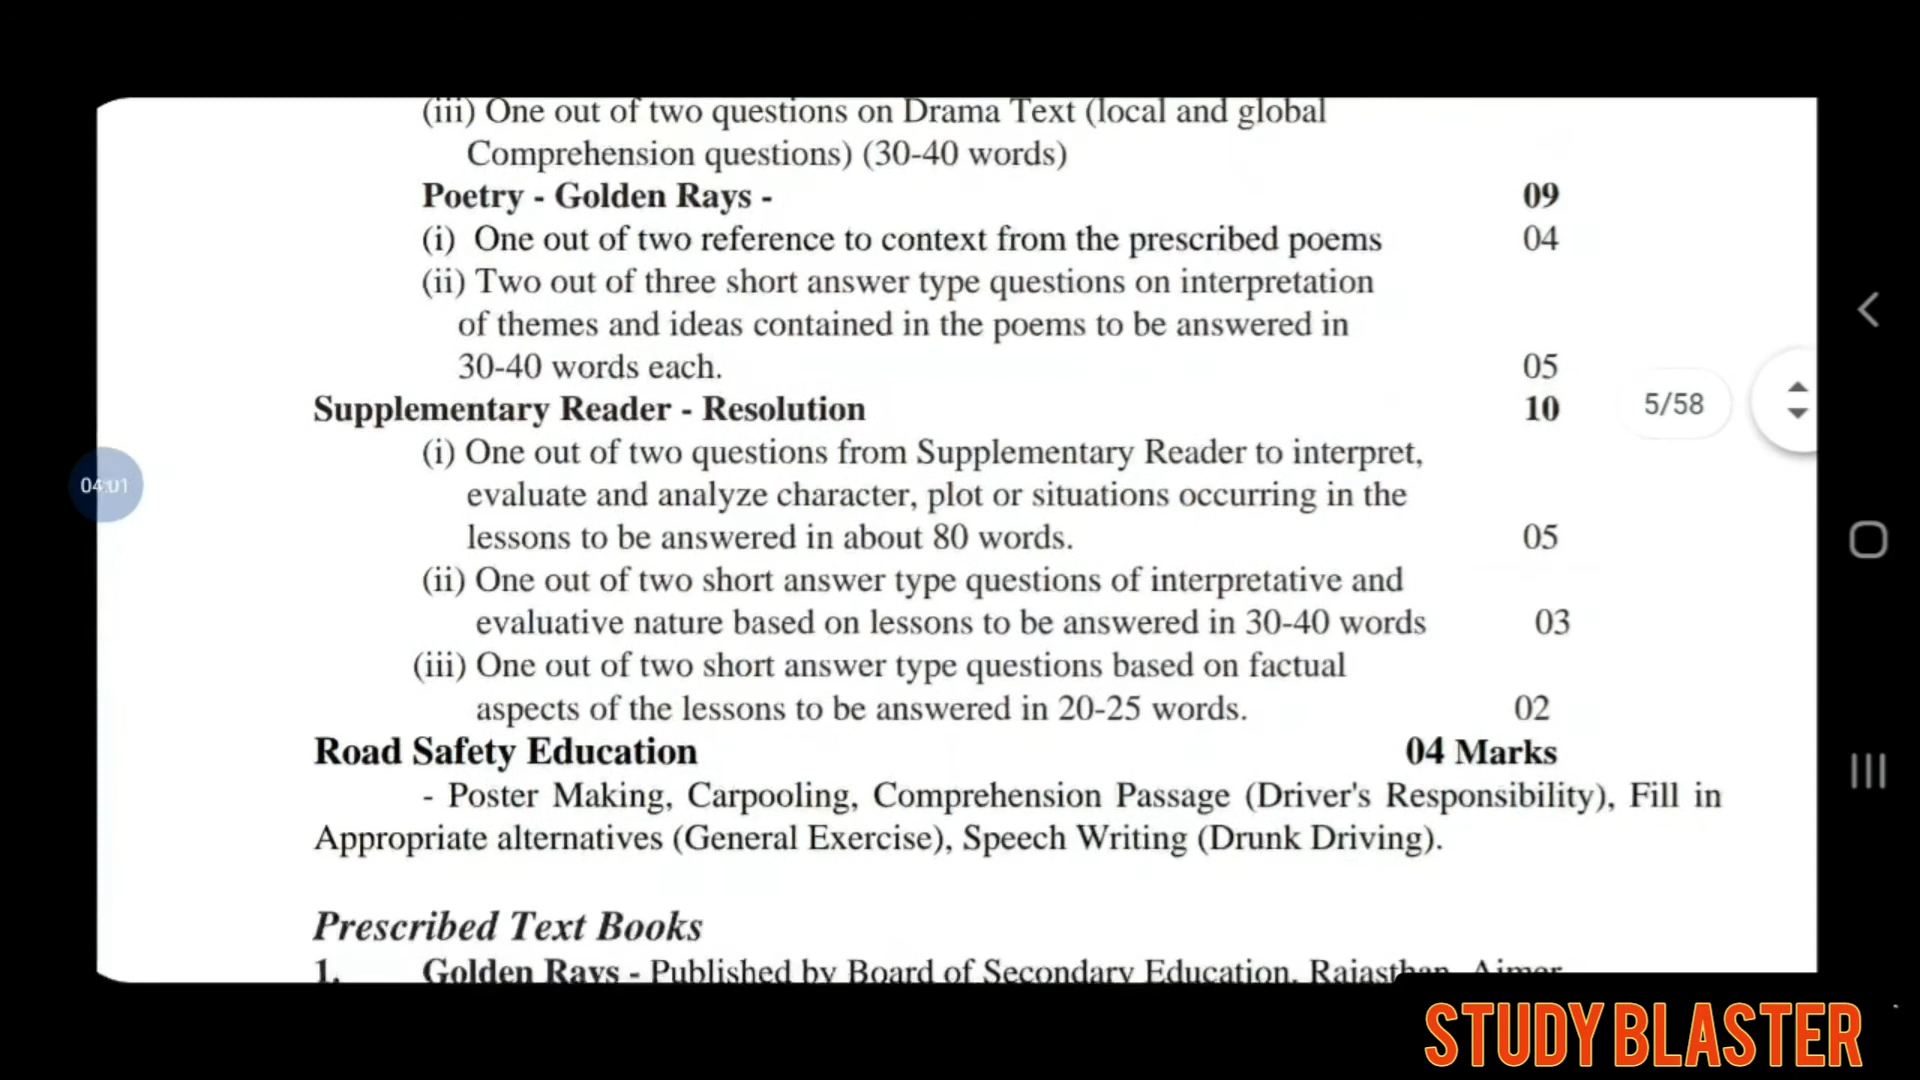 (iii) One out of two questions on Drama Text (local and global
Comprehension questions) (30-40 words)
Poetry - Golden Rays - 09
(i) One out of two reference to context from the prescribed poems 04
(ii) Two out of three short answer type questions on interpretation
of themes and ideas contained in the poems to be answered in
30-40 words each. 05
Supplementary Reader - Resolution 10
5/58
(i) One out of two questions from Supplementary Reader to interpret,
evaluate and analyze character, plot or situations occurring in the
04:01
lessons to be answered in about 80 words. 05
(ii) One out of two short answer type questions of interpretative and
evaluative nature based on lessons to be answered in 30-40 words 03
(iii) One out of two short answer type questions based on factual
aspects of the lessons to be answered in 20-25 words. 02
Road Safety Education 04 Marks
- Poster Making, Carpooling, Comprehension Passage (Driver's Responsibility), Fill in
Appropriate alternatives (General Exercise), Speech Writing (Drunk Driving).
Prescribed Text Books
1. Golden Rays - Published by Board of Secondary Education, Rajasthan, Ajmer
STUDY BLASTER